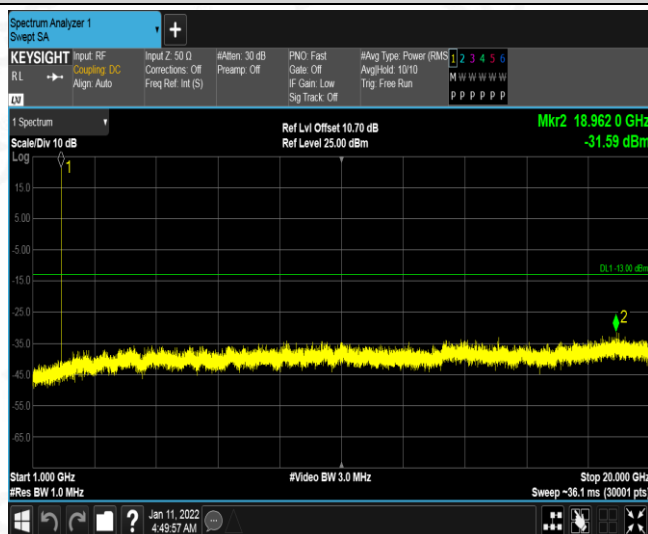 Spectrum Analyzer 1
Swept SA
+
KEYSIGHT
RL
LXI
Input: RF
Coupling: DC
Align: Auto
Input Z: 50 Ω
Corrections: Off
Freq Ref: Int (S)
#Atten: 30 dB
Preamp: Off
PNO: Fast
Gate: Off
IF Gain: Low
Sig Track: Off
#Avg Type: Power (RMS
Avg|Hold: 10/10
Trig: Free Run
1 2 3 4 5 6
M W W W W W
P P P P P P
1 Spectrum
Scale/Div 10 dB
Ref Lvl Offset 10.70 dB
Ref Level 25.00 dBm
Mkr2 18.962 0 GHz
-31.59 dBm
Log
1
15.0
5.00
-5.00
-15.0
DL1 -13.00 dBm
-25.0
2
-35.0
-45.0
-55.0
-65.0
Start 1.000 GHz
#Video BW 3.0 MHz
Stop 20.000 GHz
#Res BW 1.0 MHz
Sweep ~36.1 ms (30001 pts)
?
Jan 11, 2022
4:49:57 AM